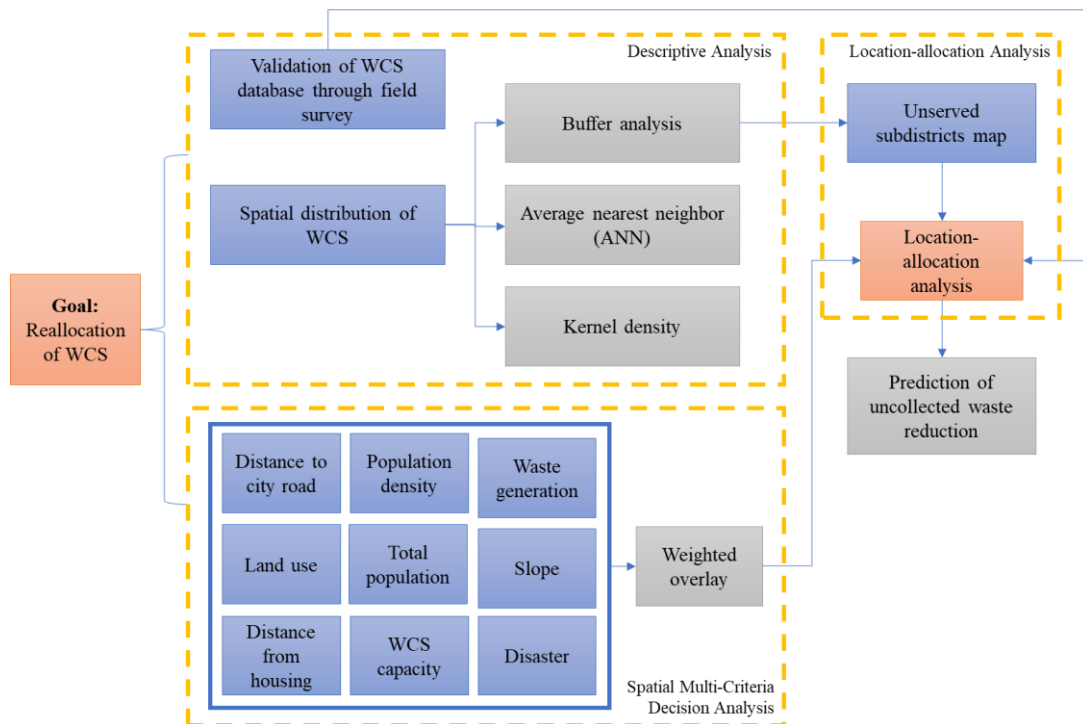 Descriptive Analysis
Validation of WCS
database through field
survey
Buffer analysis
Spatial distribution of
WCS
Average nearest neighbor
(ANN)
Kernel density
Location-allocation Analysis
Unserved
subdistricts map
Location-
allocation
analysis
Prediction of
uncollected waste
reduction
Goal:
Reallocation
of WCS
Distance to
city road
Population
density
Waste
generation
Land use
Total
population
Slope
Distance
from
housing
WCS
capacity
Disaster
Weighted
overlay
Spatial Multi-Criteria
Decision Analysis